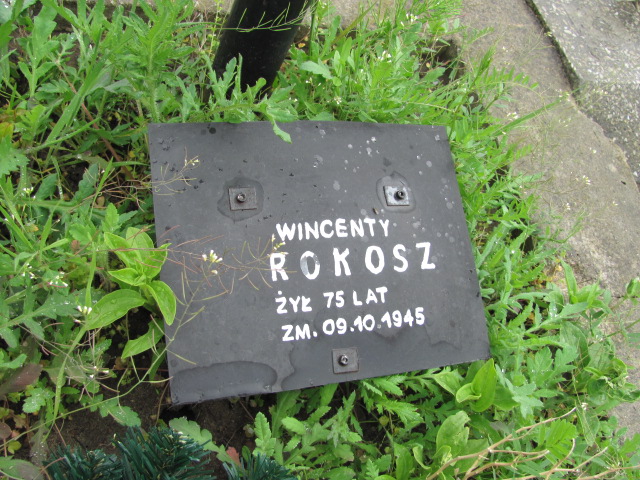 WINCENTY
ROKOSZ
ŻYŁ 75 LAT
ZM. 09.10.1945